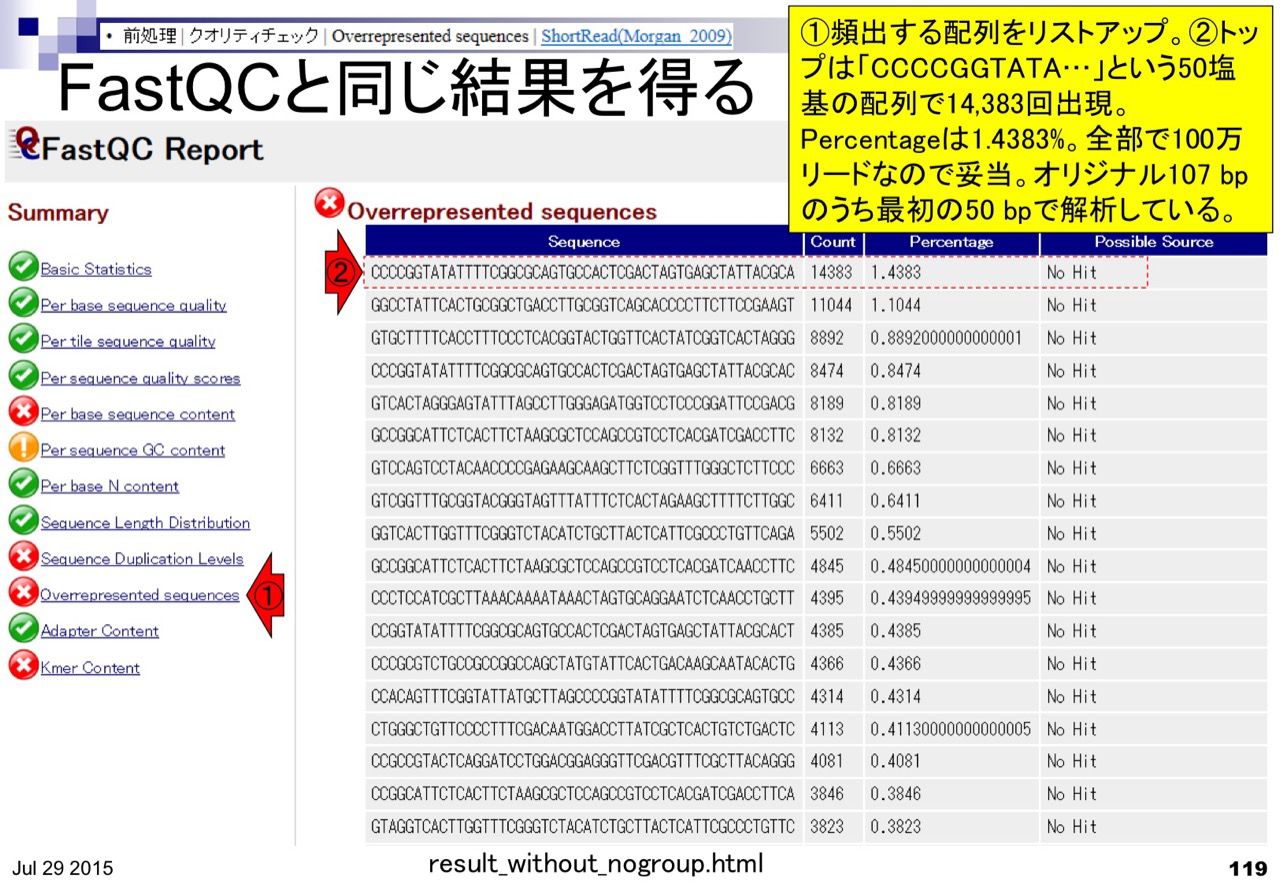 • 前処理 | クオリティチェック | Overrepresented sequences | ShortRead(Morgan_2009)
FastQCと同じ結果を得る
①頻出する配列をリストアップ。②トッ
プは「CCCCGGTATA…」という50塩
基の配列で14,383回出現。
Percentageは1.4383%。全部で100万
リードなので妥当。オリジナル107 bp
のうち最初の50 bpで解析している。
FastQC Report
Summary
Basic Statistics
Per base sequence quality
Per tile sequence quality
Per sequence quality scores
Per base sequence content
Per sequence GC content
Per base N content
Sequence Length Distribution
Sequence Duplication Levels
Overrepresented sequences
①
Adapter Content
Kmer Content
Overrepresented sequences
Sequence Count Percentage Possible Source
②
CCCCGGTATATTTTCGGCGCAGTGCCACTCGACTAGTGAGCTATTACGCA 14383 1.4383 No Hit
GGCCTATTCACTGCGGCTGACCTTGCGGTCAGCACCCCTTCTTCCGAAGT 11044 1.1044 No Hit
GTGCTTTTCACCTTTCCCTCACGGTACTGGTTCACTATCGGTCACTAGGG 8892 0.8892000000000001 No Hit
CCCGGTATATTTTCGGCGCAGTGCCACTCGACTAGTGAGCTATTACGCAC 8474 0.8474 No Hit
GTCACTAGGGAGTATTTAGCCTTGGGAGATGGTCCTCCCGGATTCCGACG 8189 0.8189 No Hit
GCCGGCATTCTCACTTCTAAGCGCTCCAGCCGTCCTCACGATCGACCTTC 8132 0.8132 No Hit
GTCCAGTCCTACAACCCCGAGAAGCAAGCTTCTCGGTTTGGGCTCTTCCC 6663 0.6663 No Hit
GTCGGTTTGCGGTACGGGTAGTTTATTTCTCACTAGAAGCTTTTCTTGGC 6411 0.6411 No Hit
GGTCACTTGGTTTCGGGTCTACATCTGCTTACTCATTCGCCCTGTTCAGA 5502 0.5502 No Hit
GCCGGCATTCTCACTTCTAAGCGCTCCAGCCGTCCTCACGATCAACCTTC 4845 0.48450000000000004 No Hit
CCCTCCATCGCTTAAACAAAATAAACTAGTGCAGGAATCTCAACCTGCTT 4395 0.43949999999999995 No Hit
CCGGTATATTTTCGGCGCAGTGCCACTCGACTAGTGAGCTATTACGCACT 4385 0.4385 No Hit
CCCGCGTCTGCCGCCGGCCAGCTATGTATTCACTGACAAGCAATACACTG 4366 0.4366 No Hit
CCACAGTTTCGGTATTATGCTTAGCCCCGGTATATTTTCGGCGCAGTGCC 4314 0.4314 No Hit
CTGGGCTGTTCCCCTTTCGACAATGGACCTTATCGCTCACTGTCTGACTC 4113 0.41130000000000005 No Hit
CCGCCGTACTCAGGATCCTGGACGGAGGGTTCGACGTTTCGCTTACAGGG 4081 0.4081 No Hit
CCGGCATTCTCACTTCTAAGCGCTCCAGCCGTCCTCACGATCGACCTTCA 3846 0.3846 No Hit
GTAGGTCACTTGGTTTCGGGTCTACATCTGCTTACTCATTCGCCCTGTTC 3823 0.3823 No Hit
Jul 29 2015
result_without_nogroup.html
119